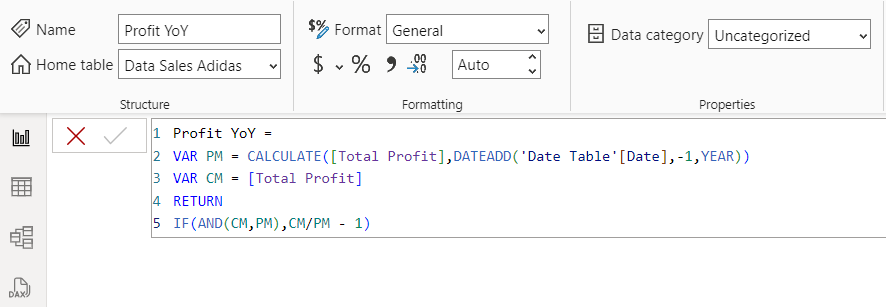 Name Profit YoY $% Format General Data category Uncategorized
Home table Data Sales Adidas $ % , .00 →.0 Auto
Structure Formatting Properties
1 Profit YoY =
2 VAR PM = CALCULATE([Total Profit],DATEADD('Date Table'[Date],-1,YEAR))
3 VAR CM = [Total Profit]
4 RETURN
5 IF(AND(CM,PM),CM/PM - 1)
DAX